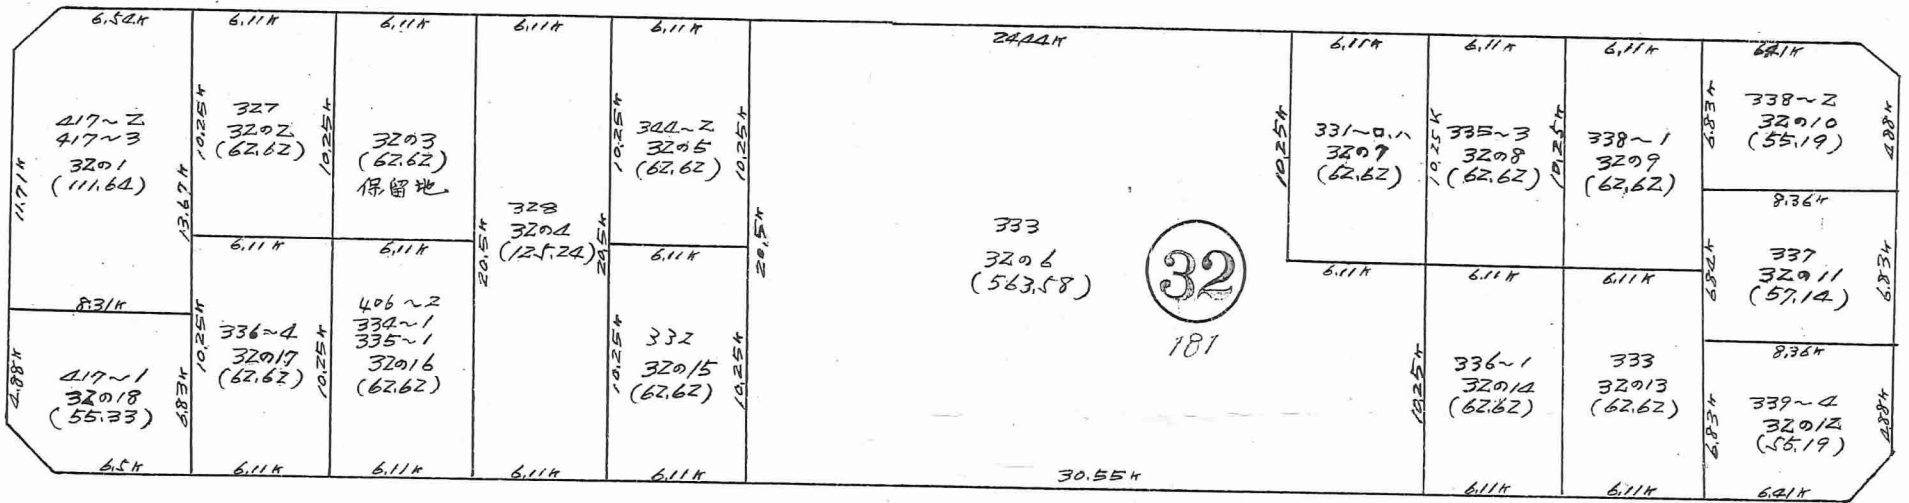 6.54K
6.11K
6.11K
6.11K
6.11K
24.44K
6.11K
6.11K
6.11K
6.41K
417~2
417~3
32の1
(111.64)
11.71K
13.67K
10.25K
327
32の2
(62.62)
10.25K
32の3
(62.62)
保留地
328
32の4
(125.24)
20.5K
20.5K
10.25K
344~2
32の5
(62.62)
10.25K
20.5K
333
32の6
(563.58)
32
181
10.25K
331~ロ.ハ
32の7
(62.62)
10.25K
335~3
32の8
(62.62)
10.25K
338~1
32の9
(62.62)
6.83K
338~2
32の10
(55.19)
4.88K
8.36K
6.84K
337
32の11
(57.14)
6.83K
8.36K
6.83K
339~4
32の12
(55.19)
4.88K
6.11K
6.11K
6.11K
333
32の13
(62.62)
336~1
32の14
(62.62)
10.25K
6.11K
10.25K
332
32の15
(62.62)
10.25K
6.11K
6.11K
406~2
334~1
335~1
32の16
(62.62)
10.25K
336~4
32の17
(62.62)
10.25K
8.31K
4.88K
417~1
32の18
(55.33)
6.83K
6.5K
6.11K
6.11K
6.11K
6.11K
30.55K
6.11K
6.11K
6.41K